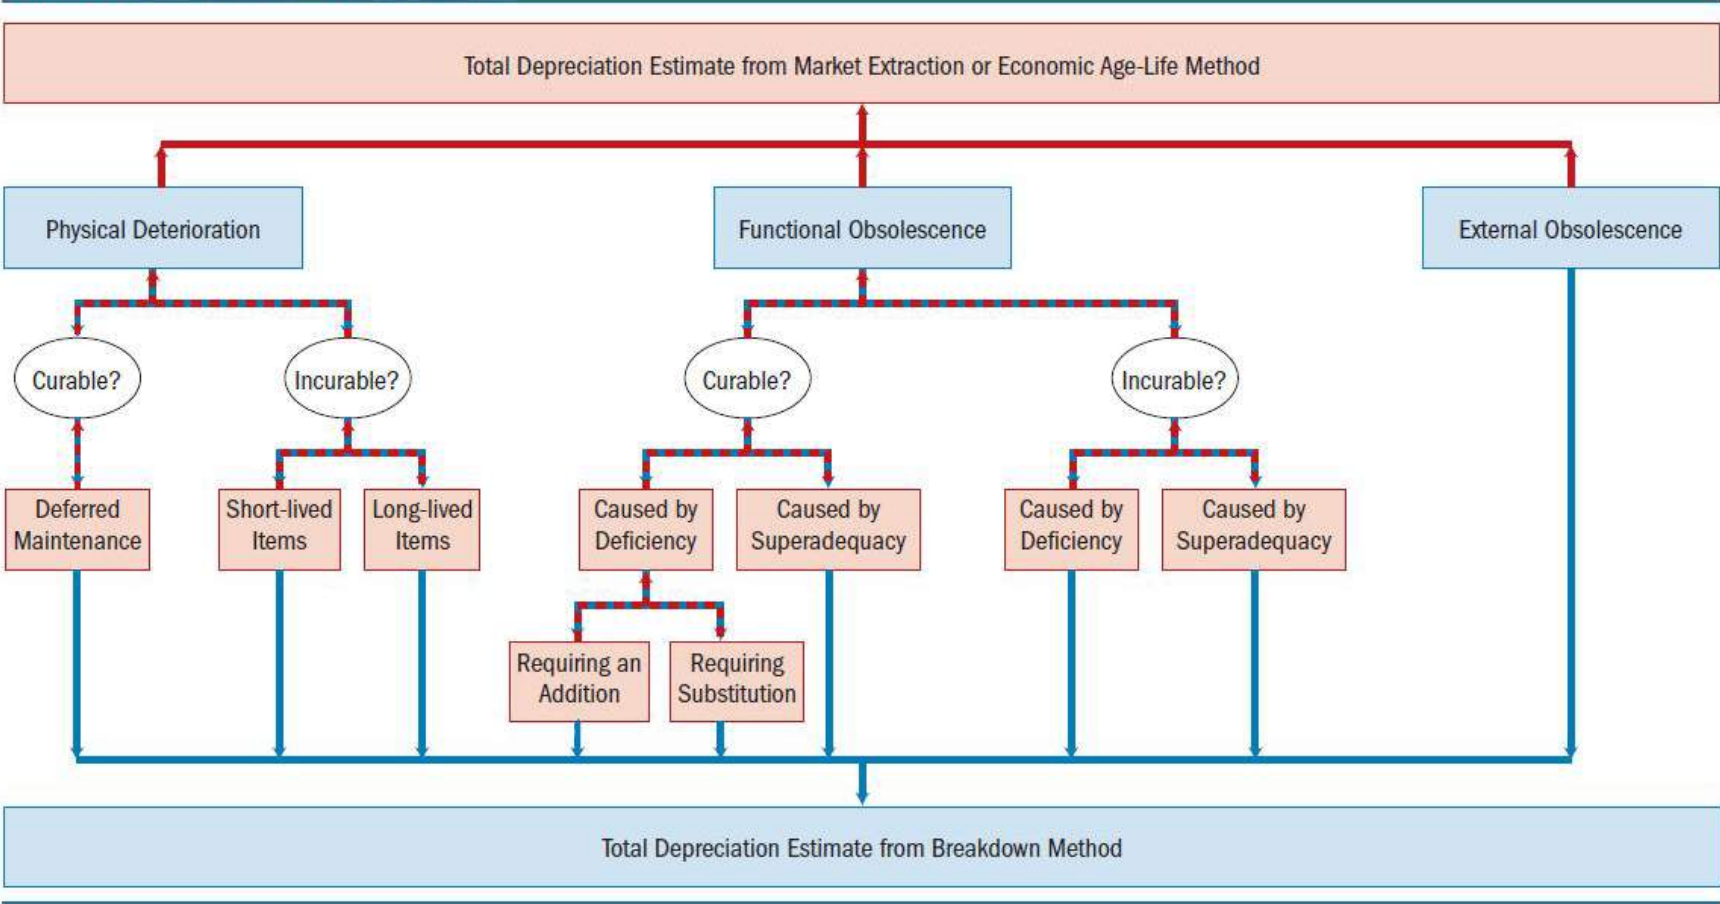 Total Depreciation Estimate from Market Extraction or Economic Age-Life Method
Physical Deterioration
Functional Obsolescence
External Obsolescence
Curable?
Incurable?
Curable?
Incurable?
Deferred
Maintenance
Short-lived
Items
Long-lived
Items
Caused by
Deficiency
Caused by
Superadequacy
Caused by
Deficiency
Caused by
Superadequacy
Requiring an
Addition
Requiring
Substitution
Total Depreciation Estimate from Breakdown Method